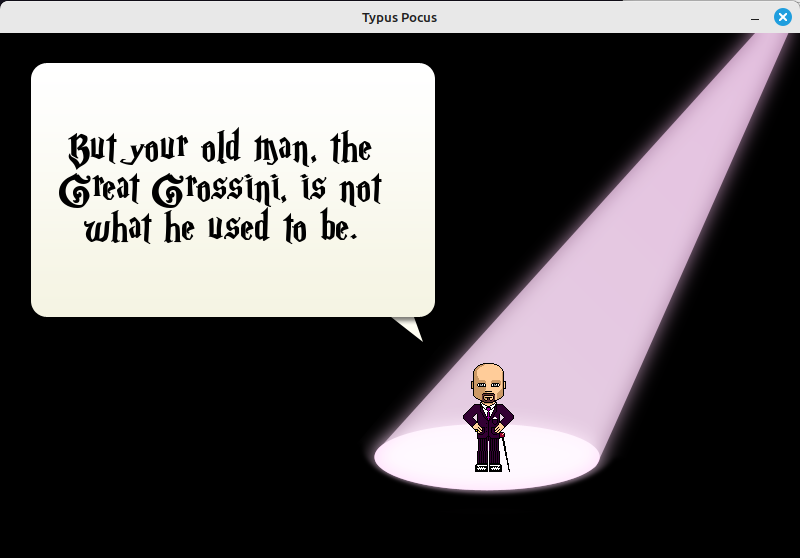 Typus Pocus
But your old man, the
Great Grossini, is not
what he used to be.